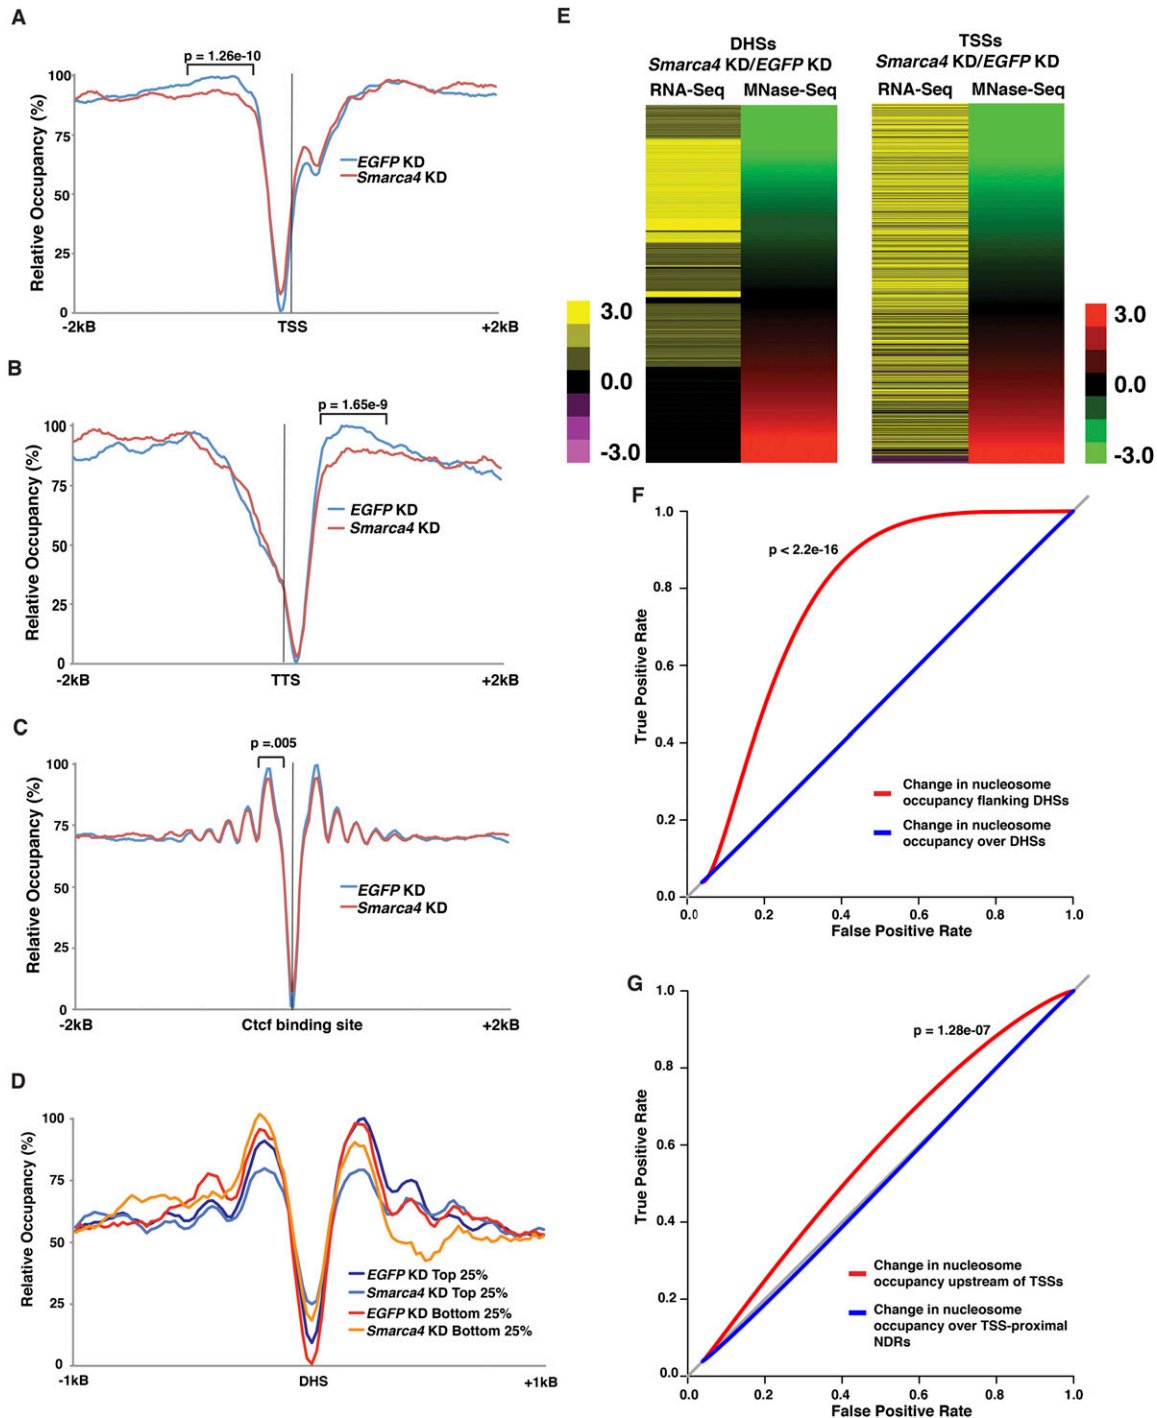 A
p = 1.26e-10
100
75
50
25
0
Relative Occupancy (%)
EGFP KD
Smarca4 KD
-2kB
TSS
+2kB
B
p = 1.65e-9
100
75
50
25
0
Relative Occupancy (%)
EGFP KD
Smarca4 KD
-2kB
TTS
+2kB
C
p =.005
100
75
50
25
0
Relative Occupancy (%)
EGFP KD
Smarca4 KD
-2kB
Ctcf binding site
+2kB
D
100
75
50
25
0
Relative Occupancy (%)
EGFP KD Top 25%
Smarca4 KD Top 25%
EGFP KD Bottom 25%
Smarca4 KD Bottom 25%
-1kB
DHS
+1kB
E
DHSs
Smarca4 KD/EGFP KD
RNA-Seq MNase-Seq
TSSs
Smarca4 KD/EGFP KD
RNA-Seq MNase-Seq
3.0
0.0
-3.0
3.0
0.0
-3.0
F
1.0
0.8
0.6
0.4
0.2
0.0
True Positive Rate
p < 2.2e-16
Change in nucleosome
occupancy flanking DHSs
Change in nucleosome
occupancy over DHSs
0.0 0.2 0.4 0.6 0.8 1.0
False Positive Rate
G
1.0
0.8
0.6
0.4
0.2
0.0
True Positive Rate
p = 1.28e-07
Change in nucleosome
occupancy upstream of TSSs
Change in nucleosome
occupancy over TSS-proximal
NDRs
0.0 0.2 0.4 0.6 0.8 1.0
False Positive Rate